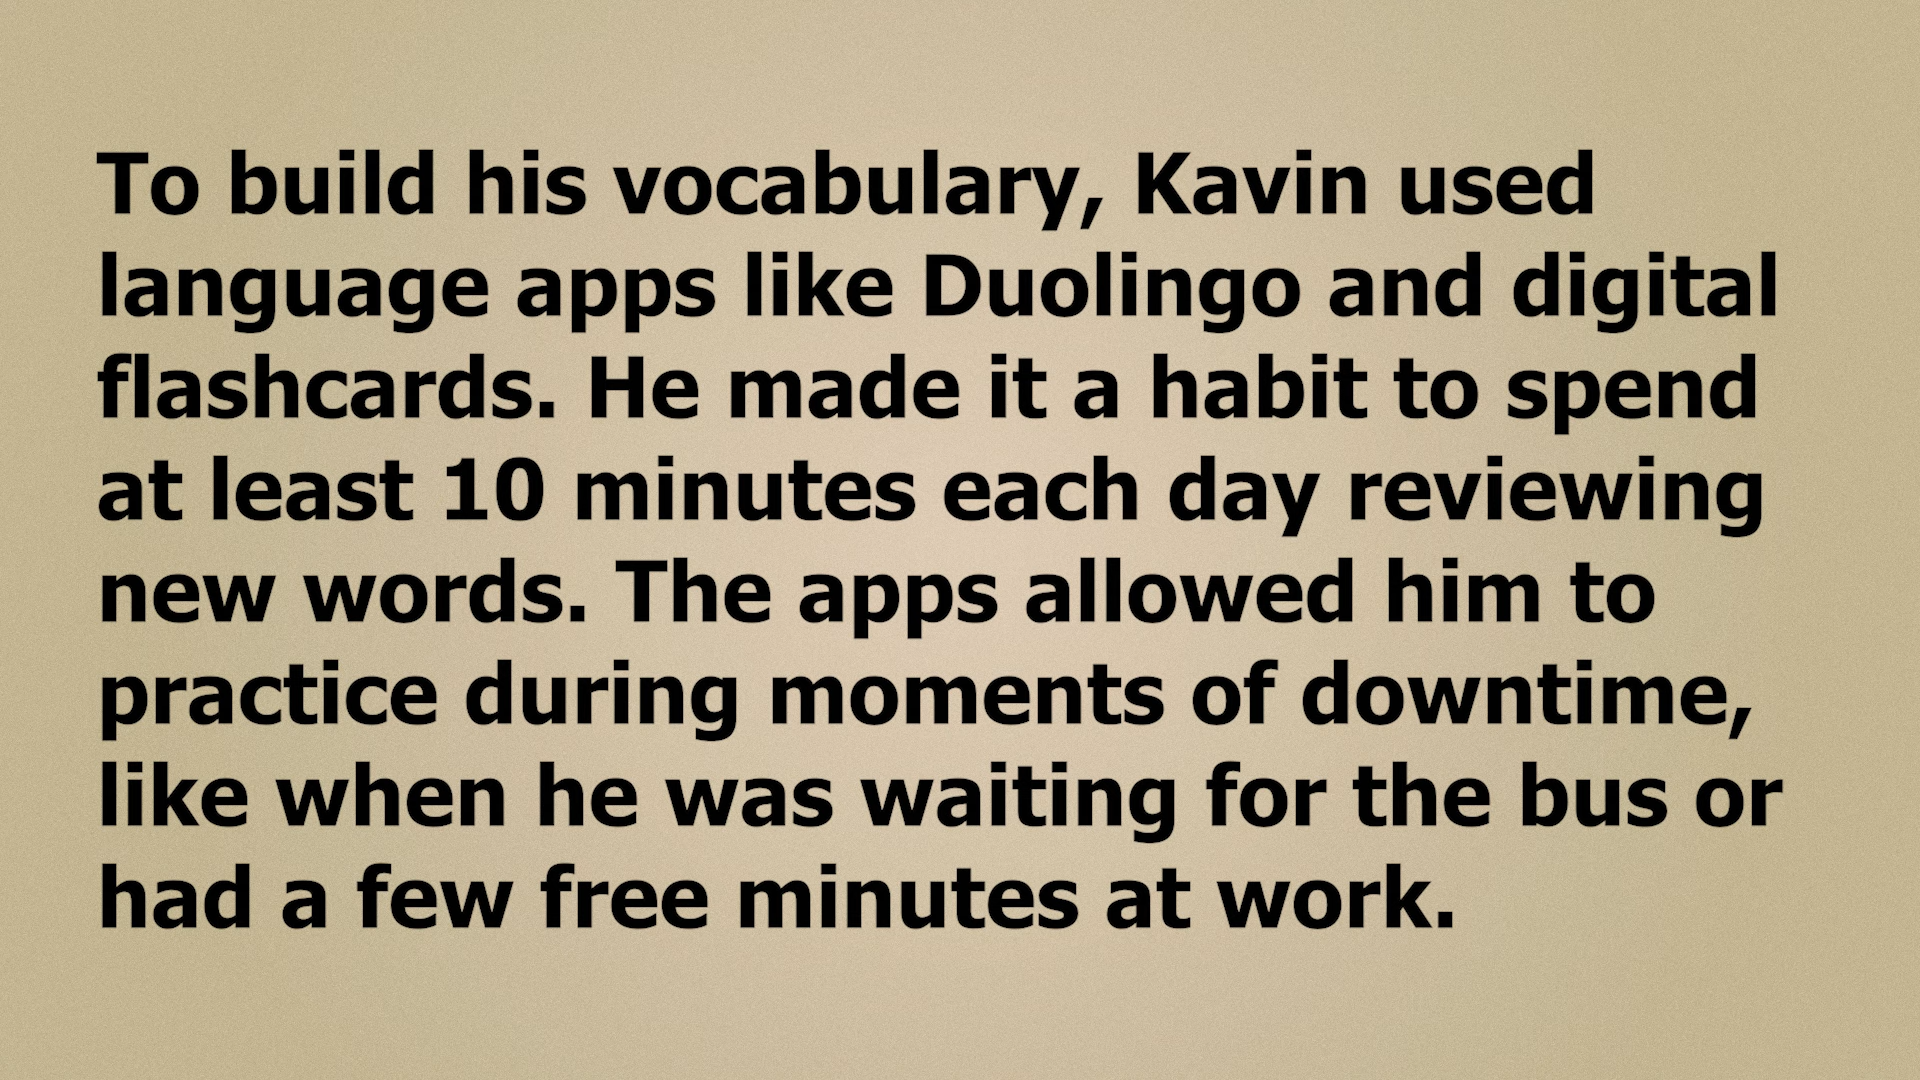 To build his vocabulary, Kavin used
language apps like Duolingo and digital
flashcards. He made it a habit to spend
at least 10 minutes each day reviewing
new words. The apps allowed him to
practice during moments of downtime,
like when he was waiting for the bus or
had a few free minutes at work.